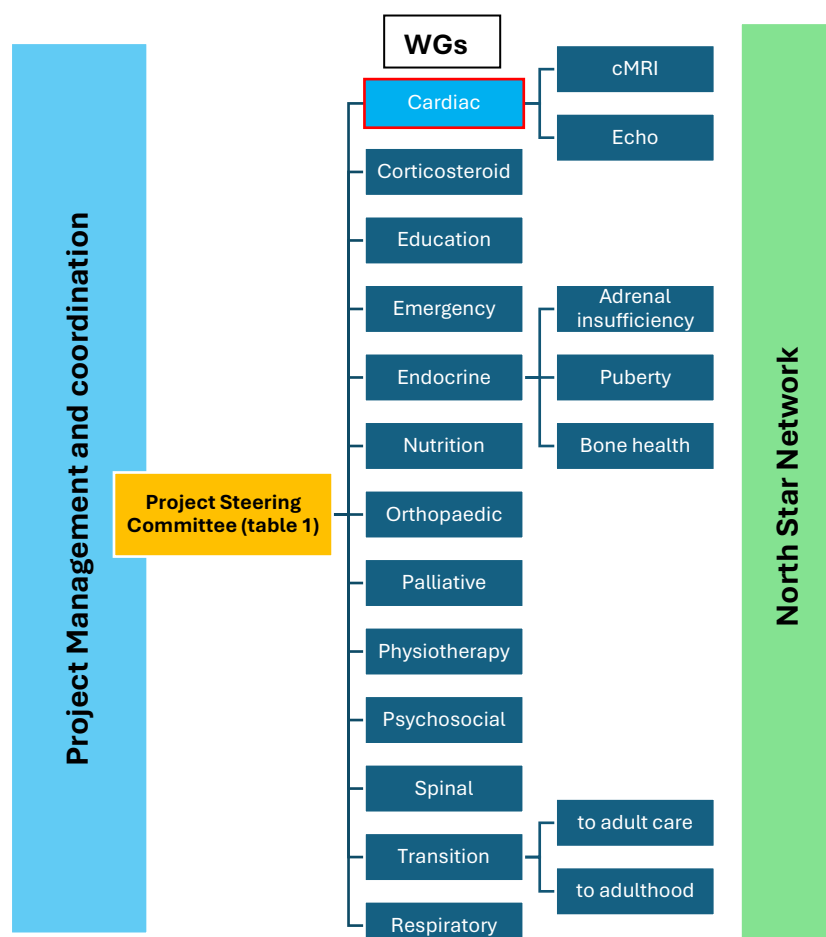 Project Management and coordination
Project Steering
Committee (table 1)
WGs
Cardiac
cMRI
Echo
Corticosteroid
Education
Emergency
Endocrine
Adrenal
insufficiency
Puberty
Bone health
Nutrition
Orthopaedic
Palliative
Physiotherapy
Psychosocial
Spinal
Transition
to adult care
to adulthood
Respiratory
North Star Network